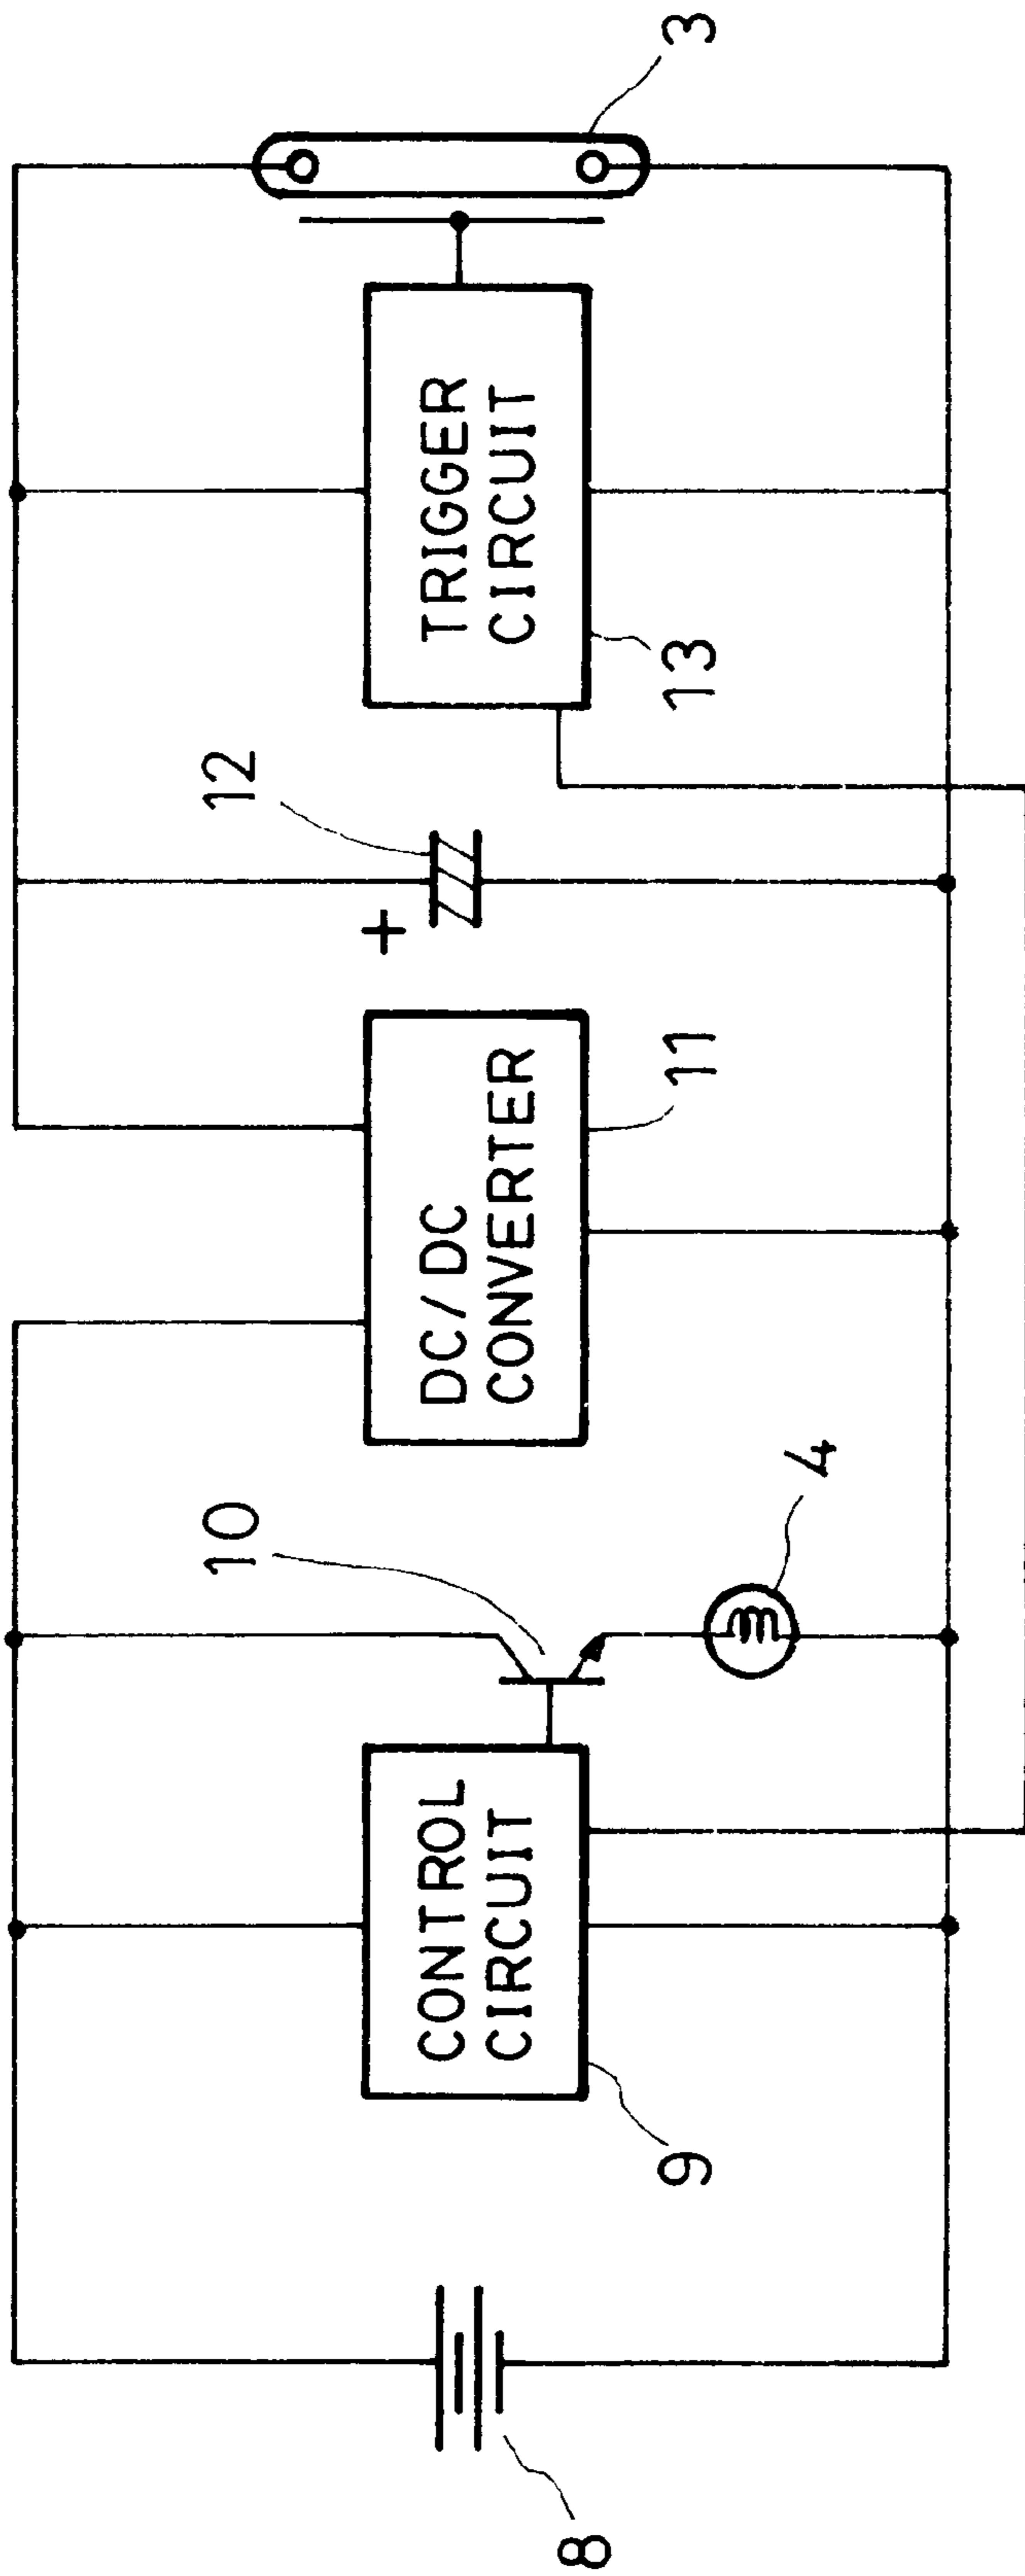 8
9
CONTROL
CIRCUIT
10
4
DC/DC
CONVERTER
11
12
+
TRIGGER
CIRCUIT
13
3